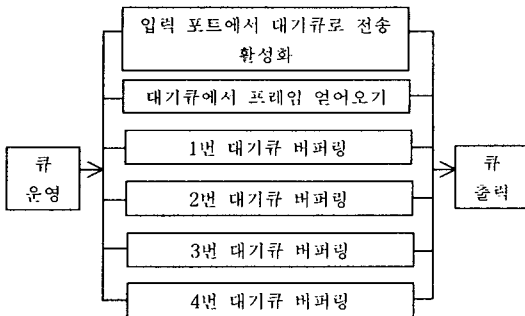 입력 포트에서 대기큐로 전송
활성화
대기큐에서 프레임 얻어오기
1번 대기큐 버퍼링
큐
운영
2번 대기큐 버퍼링
큐
출력
3번 대기큐 버퍼링
4번 대기큐 버퍼링